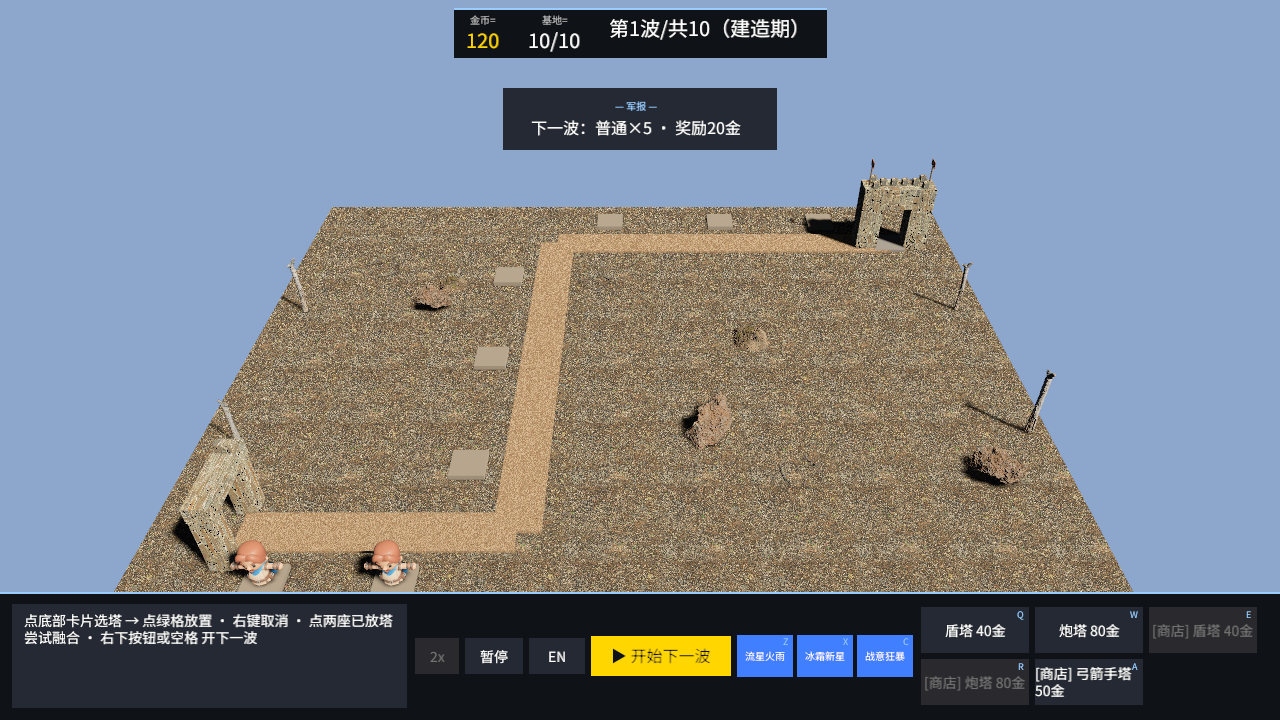 金币=
120
基地=
10/10
第1波/共10（建造期）
— 军报 —
下一波：普通×5 · 奖励20金
点底部卡片选塔 → 点绿格放置 · 右键取消 · 点两座已放塔
尝试融合 · 右下按钮或空格 开下一波
2x
暂停
EN
▶ 开始下一波
Z
流星火雨
X
冰霜新星
C
战意狂暴
Q
盾塔 40金
W
炮塔 80金
E
[商店] 盾塔 40金
R
[商店] 炮塔 80金
A
[商店] 弓箭手塔
50金